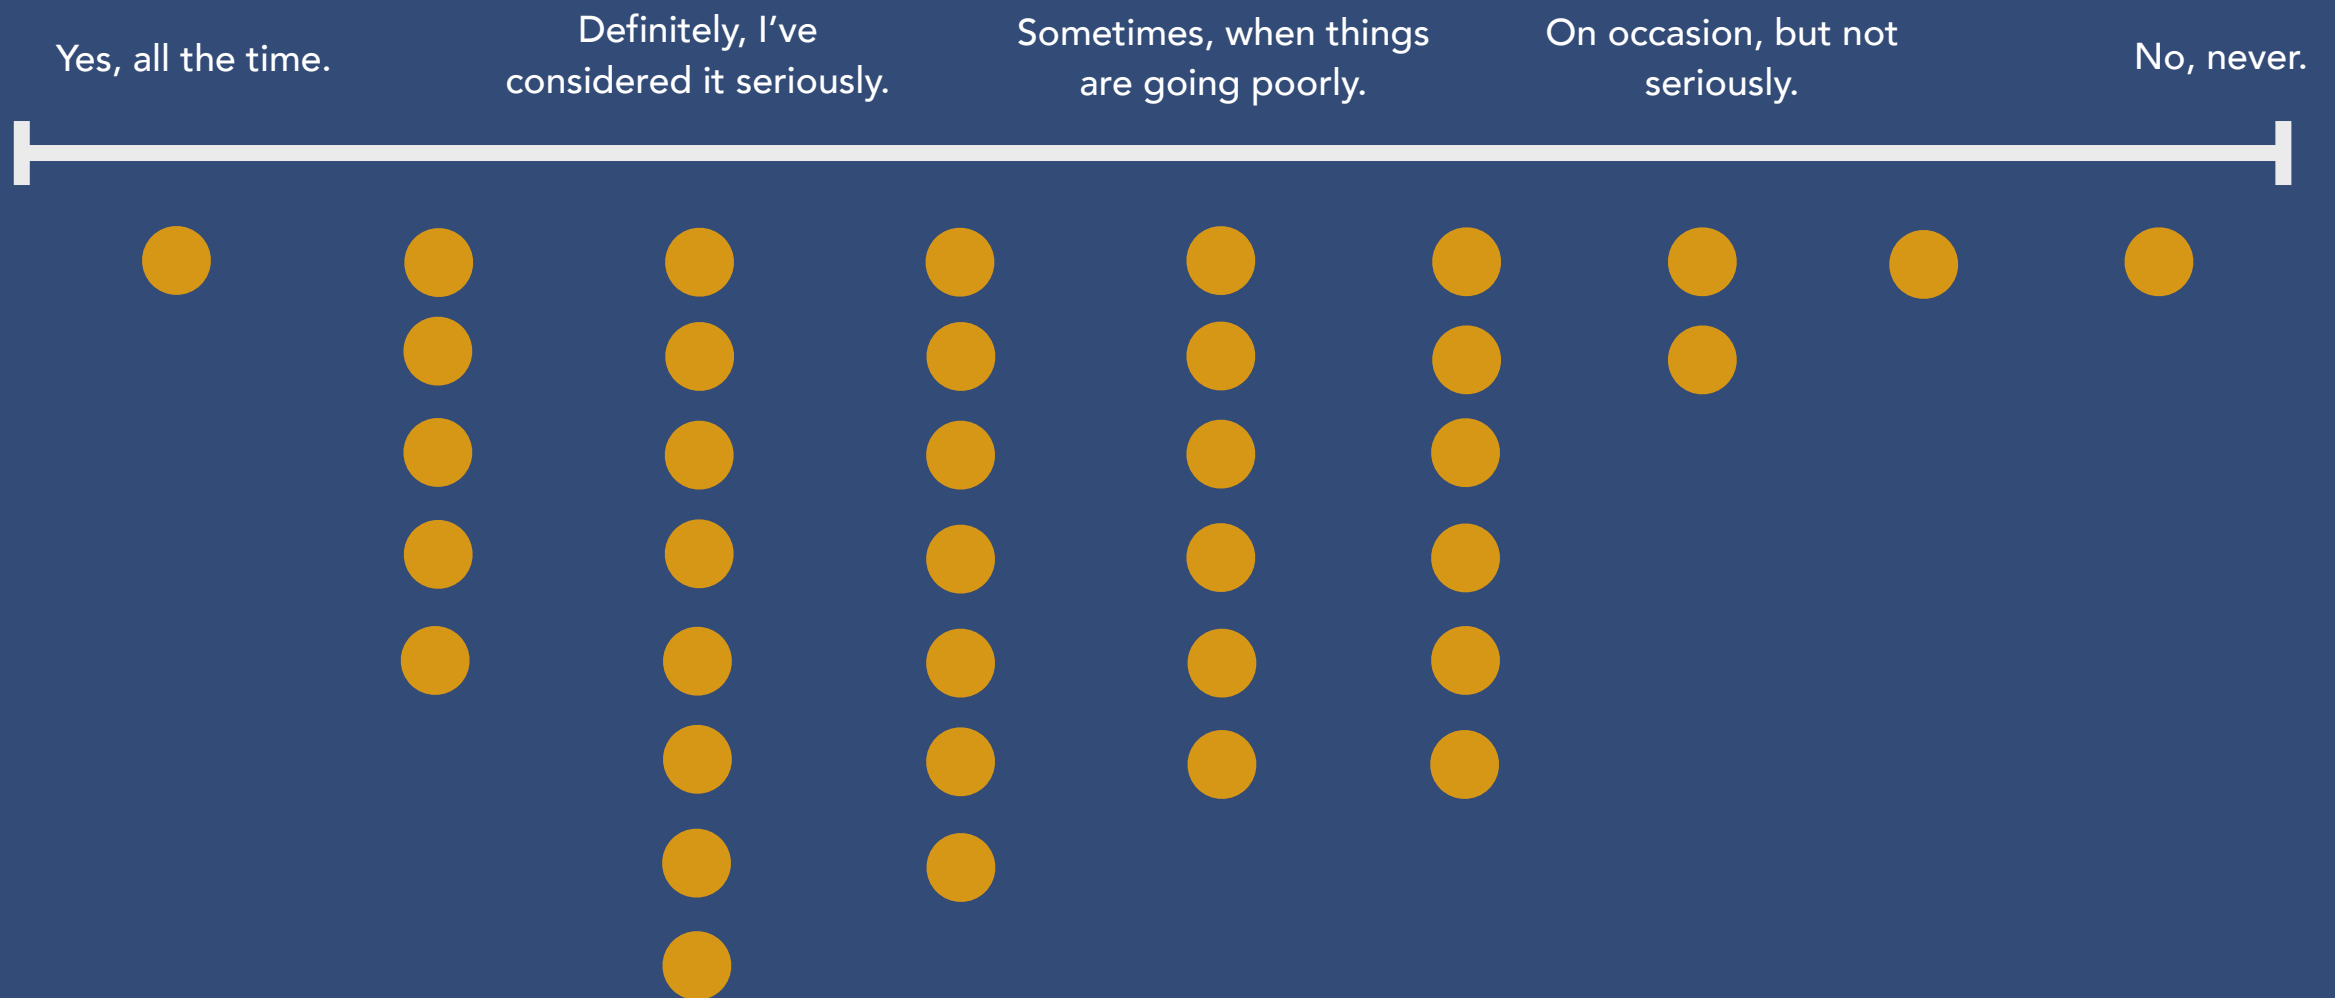 Yes, all the time.
Definitely, I’ve
considered it seriously.
Sometimes, when things
are going poorly.
On occasion, but not
seriously.
No, never.